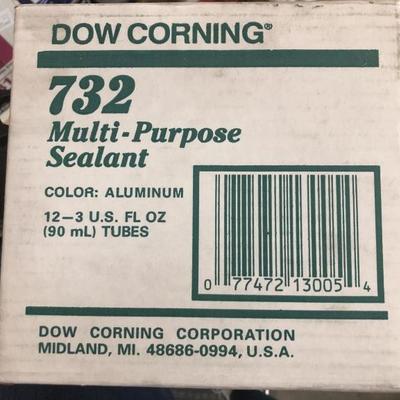 DOW CORNING®
732
Multi-Purpose
Sealant
COLOR: ALUMINUM
12—3 U.S. FL OZ
(90 mL) TUBES
0 77472 13005 4
DOW CORNING CORPORATION
MIDLAND, MI. 48686-0994, U.S.A.